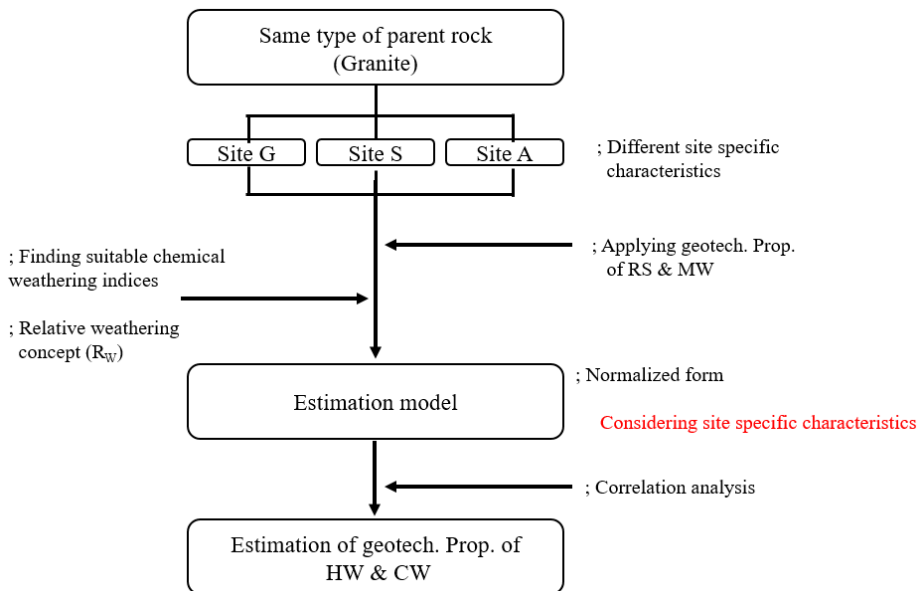 Same type of parent rock
(Granite)
Site G
Site S
Site A
; Different site specific
characteristics
; Applying geotech. Prop.
of RS & MW
; Finding suitable chemical
weathering indices
; Relative weathering
concept (RW)
Estimation model
; Normalized form
Considering site specific characteristics
; Correlation analysis
Estimation of geotech. Prop. of
HW & CW